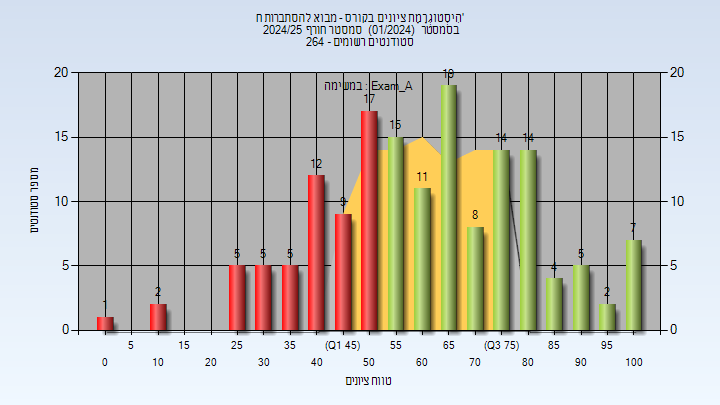 הִיסטוֹגְרָמַת ציונים בקורס - מבוא להסתברות ח'
בסמסטר (01/2024) סמסטר חורף 2024/25
סטודנטים רשומים - 264
במשימה : Exam_A
20 20
15 15
10 10
5 5
0 0
מספר סטודנטים
1 2 5 5 5 12 9 17 15 11 19 8 14 14 4 5 2 7
5 15 25 35 (Q1 45) 55 65 (Q3 75) 85 95
0 10 20 30 40 50 60 70 80 90 100
טווח ציונים